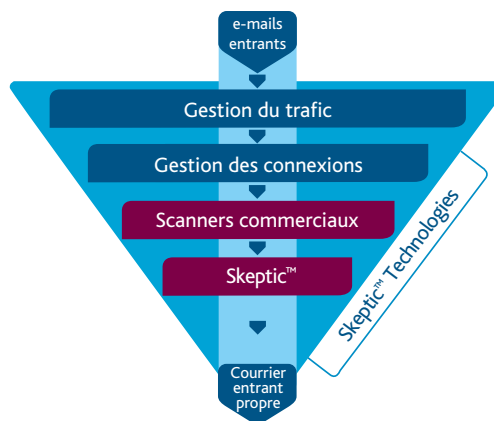 e-mails
entrants
Gestion du trafic
Gestion des connexions
Scanners commerciaux
Skeptic™
Skeptic™ Technologies
Courrier
entrant
propre